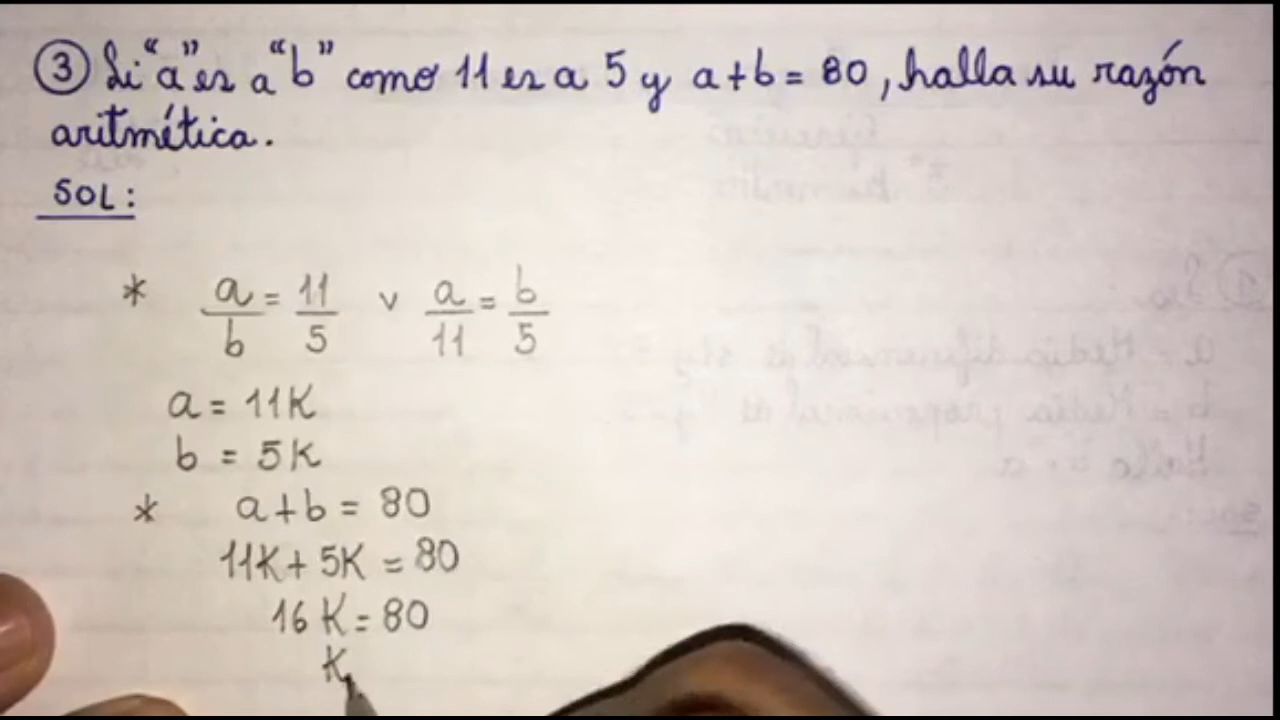 ③ Si "a" es a "b" como 11 es a 5 y a+b = 80, halla su razón
aritmética.
SOL:
* a/b = 11/5 v a/11 = b/5
a = 11K
b = 5K
* a+b = 80
11K + 5K = 80
16 K = 80
K